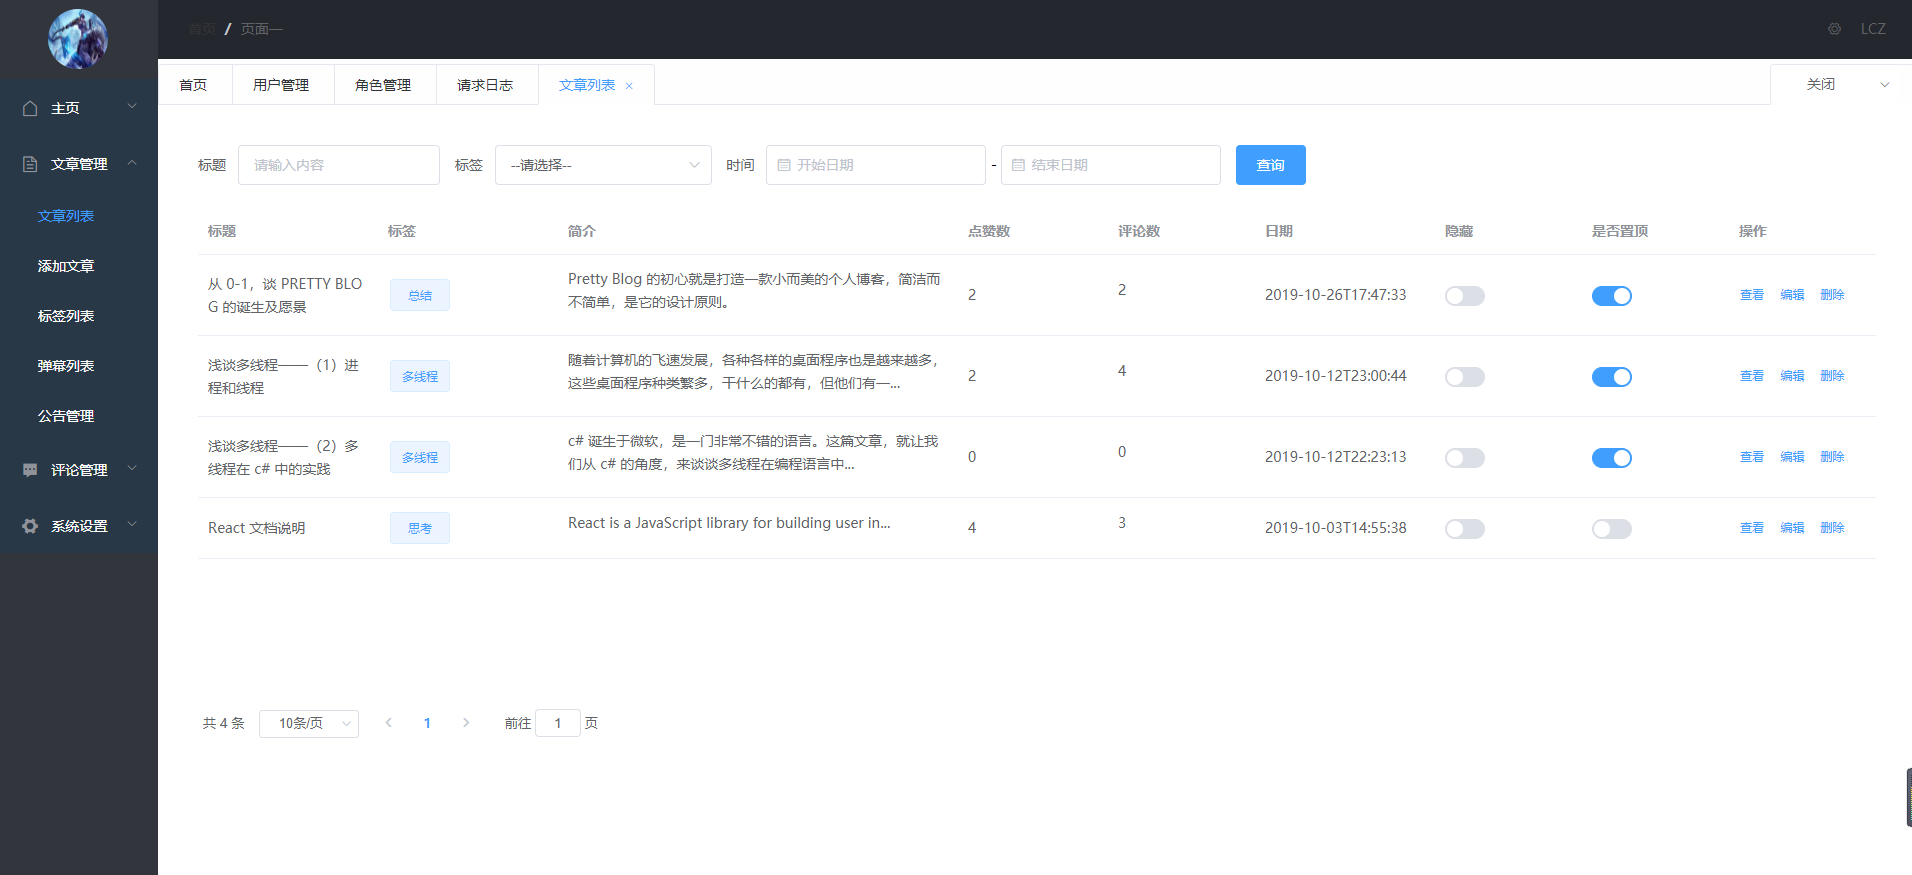 首页 / 页面一
LCZ
主页
文章管理
文章列表
添加文章
标签列表
弹幕列表
公告管理
评论管理
系统设置
首页 用户管理 角色管理 请求日志 文章列表 ×
关闭
标题 请输入内容 标签 --请选择-- 时间 开始日期 - 结束日期 查询
标题 标签 简介 点赞数 评论数 日期 隐藏 是否置顶 操作
从 0-1，谈 PRETTY BLO
G 的诞生及愿景
总结
Pretty Blog 的初心就是打造一款小而美的个人博客，简洁而
不简单，是它的设计原则。
2 2 2019-10-26T17:47:33 查看 编辑 删除
浅谈多线程——（1）进
程和线程
多线程
随着计算机的飞速发展，各种各样的桌面程序也是越来越多，
这些桌面程序种类繁多，干什么的都有，但他们有一...
2 4 2019-10-12T23:00:44 查看 编辑 删除
浅谈多线程——（2）多
线程在 c# 中的实践
多线程
c# 诞生于微软，是一门非常不错的语言。这篇文章，就让我
们从 c# 的角度，来谈谈多线程在编程语言中...
0 0 2019-10-12T22:23:13 查看 编辑 删除
React 文档说明
思考
React is a JavaScript library for building user in...
4 3 2019-10-03T14:55:38 查看 编辑 删除
共 4 条 10条/页 1 前往 1 页